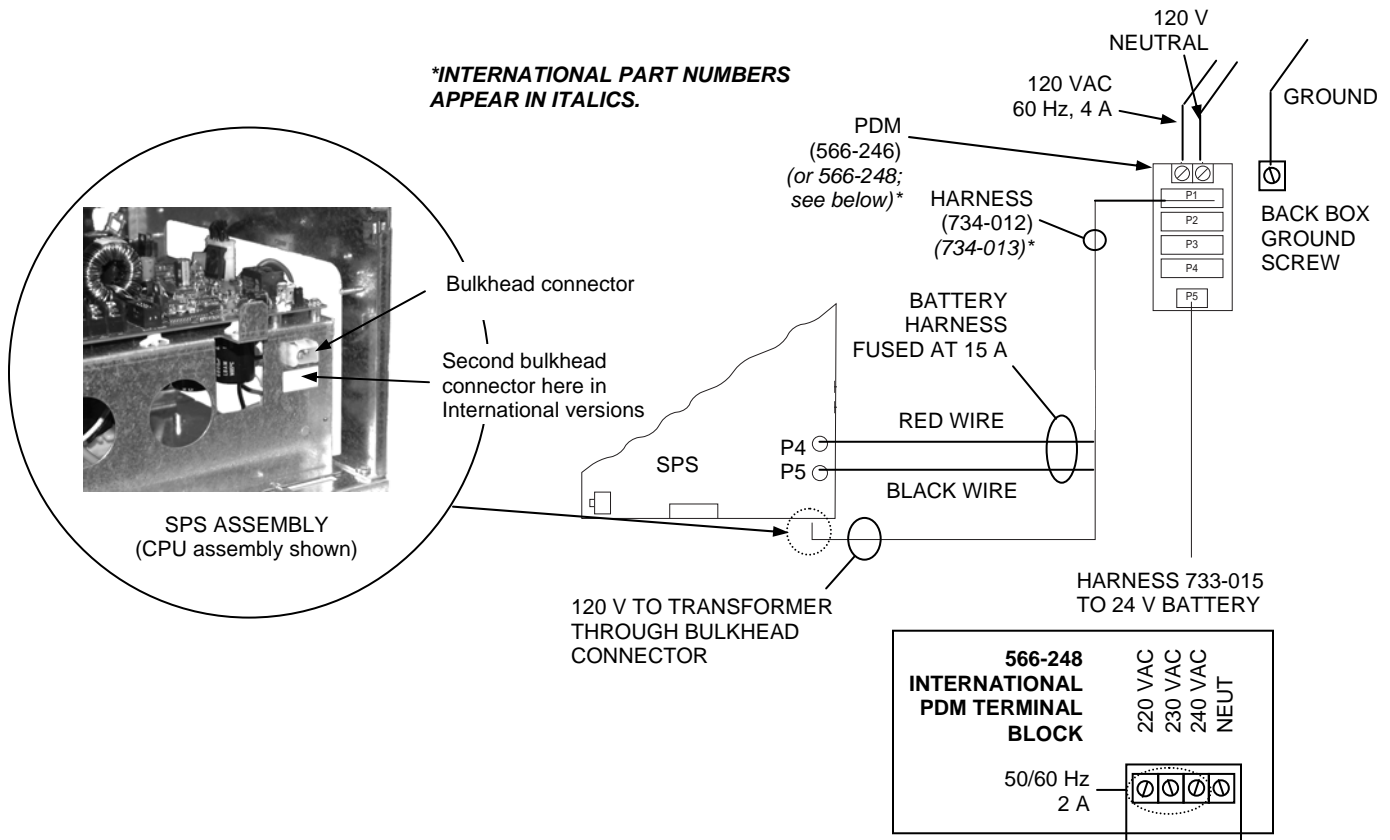 *INTERNATIONAL PART NUMBERS
APPEAR IN ITALICS.
120 V
NEUTRAL
120 VAC
60 Hz, 4 A
GROUND
PDM
(566-246)
(or 566-248;
see below)*
HARNESS
(734-012)
(734-013)*
P1
P2
P3
P4
P5
BACK BOX
GROUND
SCREW
Bulkhead connector
Second bulkhead
connector here in
International versions
SPS ASSEMBLY
(CPU assembly shown)
BATTERY
HARNESS
FUSED AT 15 A
SPS
P4
P5
RED WIRE
BLACK WIRE
120 V TO TRANSFORMER
THROUGH BULKHEAD
CONNECTOR
HARNESS 733-015
TO 24 V BATTERY
566-248
INTERNATIONAL
PDM TERMINAL
BLOCK
220 VAC
230 VAC
240 VAC
NEUT
50/60 Hz
2 A